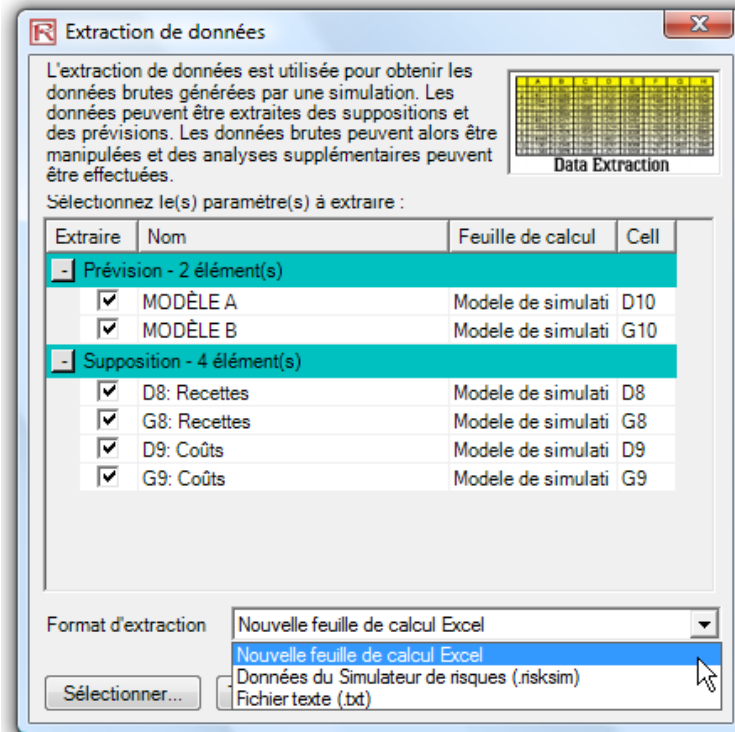 Extraction de données
L'extraction de données est utilisée pour obtenir les
données brutes générées par une simulation. Les
données peuvent être extraites des suppositions et
des prévisions. Les données brutes peuvent alors être
manipulées et des analyses supplémentaires peuvent
être effectuées.
Data Extraction
Sélectionnez le(s) paramètre(s) à extraire :
Extraire Nom Feuille de calcul Cell
Prévision - 2 élément(s)
MODÈLE A Modele de simulati D10
MODÈLE B Modele de simulati G10
Supposition - 4 élément(s)
D8: Recettes Modele de simulati D8
G8: Recettes Modele de simulati G8
D9: Coûts Modele de simulati D9
G9: Coûts Modele de simulati G9
Format d'extraction Nouvelle feuille de calcul Excel
Nouvelle feuille de calcul Excel
Données du Simulateur de risques (.risksim)
Fichier texte (.txt)
Sélectionner...